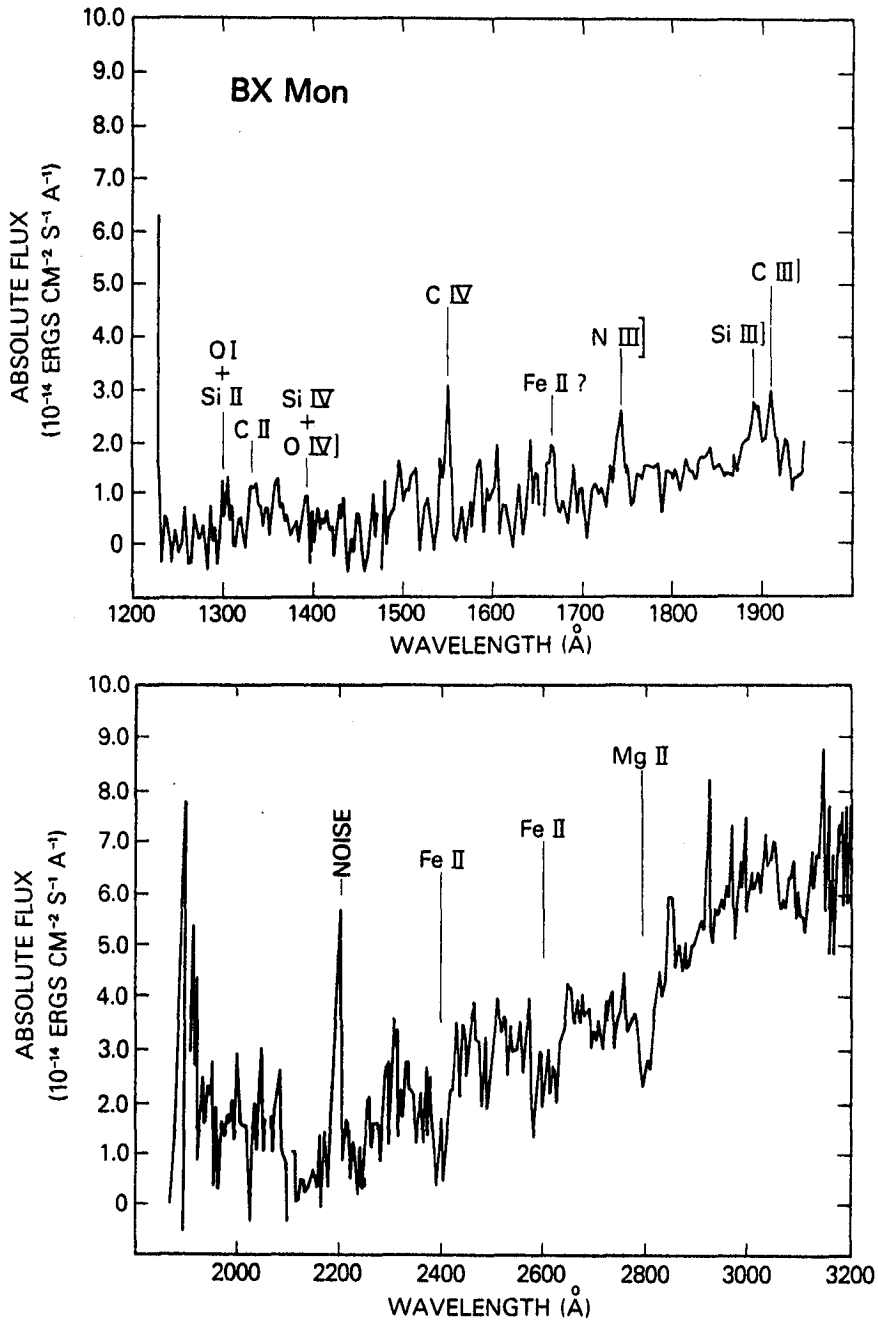 10.0
9.0
8.0
7.0
6.0
5.0
4.0
3.0
2.0
1.0
0
ABSOLUTE FLUX
(10⁻¹⁴ ERGS CM⁻² S⁻¹ A⁻¹)
BX Mon
O I
+
Si II
C II
Si IV
+
O IV]
C IV
Fe II ?
N III]
Si III]
C III]
1200 1300 1400 1500 1600 1700 1800 1900
WAVELENGTH (Å)
10.0
9.0
8.0
7.0
6.0
5.0
4.0
3.0
2.0
1.0
0
ABSOLUTE FLUX
(10⁻¹⁴ ERGS CM⁻² S⁻¹ A⁻¹)
NOISE
Fe II
Fe II
Mg II
2000 2200 2400 2600 2800 3000 3200
WAVELENGTH (Å)